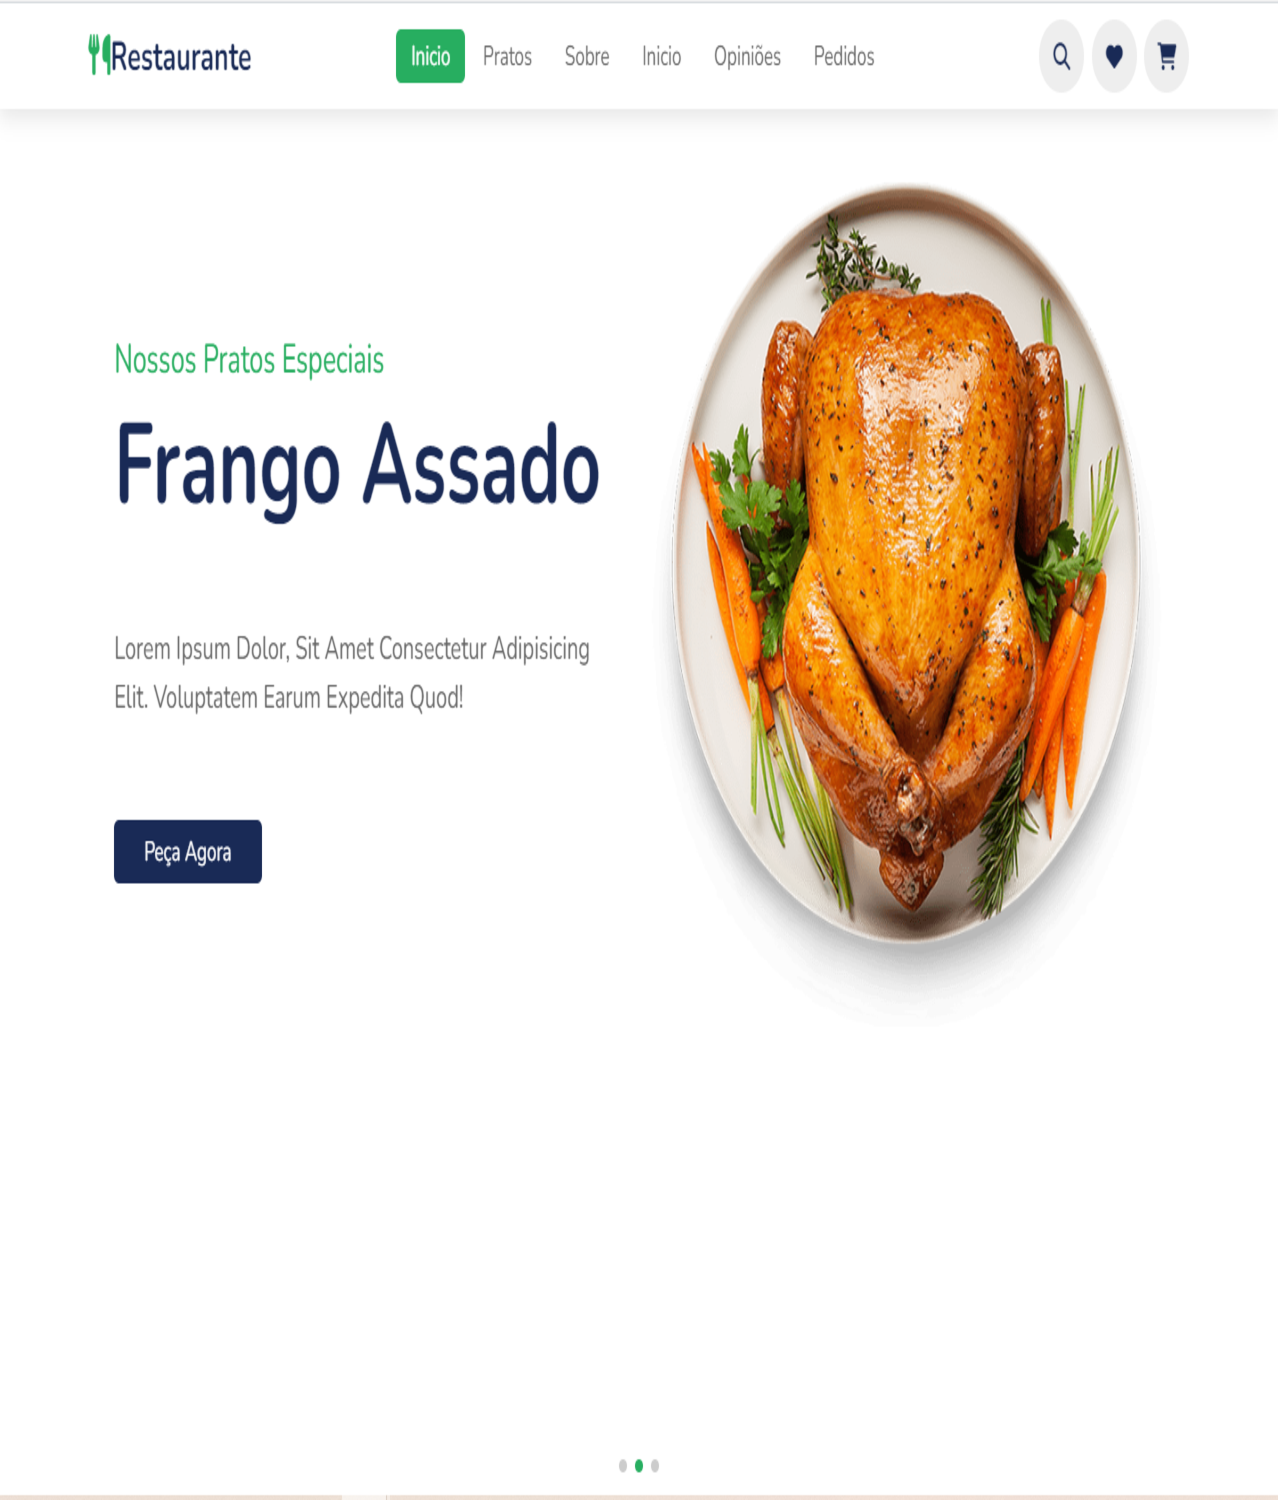 Restaurante
Inicio Pratos Sobre Inicio Opiniões Pedidos
Nossos Pratos Especiais
Frango Assado
Lorem Ipsum Dolor, Sit Amet Consectetur Adipisicing
Elit. Voluptatem Earum Expedita Quod!
Peça Agora